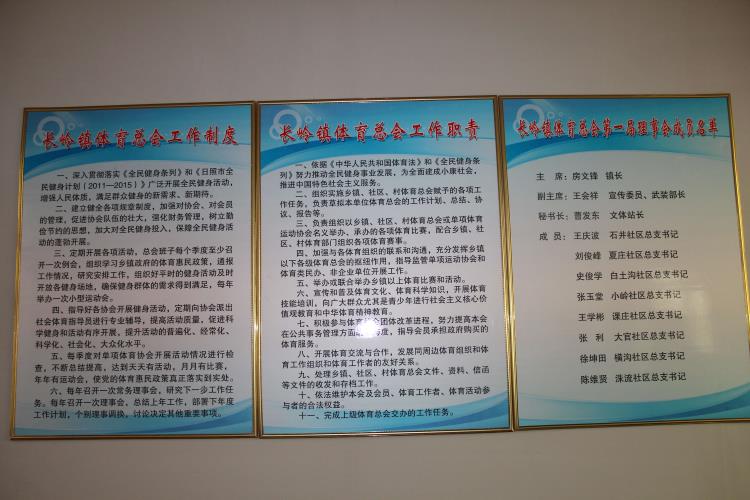 长岭镇体育总会工作制度
一、深入贯彻落实《全民健身条列》和《日照市全
民健身计划（2011—2015）》广泛开展全民健身活动，
增强人民体质，满足群众健身的新需求、新期待。
二、建立健全各项规章制度，加强对协会、对会员
的管理，促进协会队伍的壮大，强化财务管理，树立勤
俭节约的思想，加大对全民健身投入，保障全民健身活
动的蓬勃开展。
三、定期开展各项活动，总会班子每个季度至少召
开一次例会，组织学习乡镇政府的体育惠民政策，通报
工作情况，研究安排工作，组织好平时的健身活动及时
开放各健身场地，确保健身群体的需求得到满足，每年
举办一次小型运动会。
四、指导好各协会开展健身活动，定期向协会派出
社会体育指导员进行专业辅导，提高活动质量，促进科
学健身和活动有序开展，提升活动的普遍化、经常化、
科学化、社会化、大众化水平。
五、每季度对单项体育协会开展活动情况进行检
查，不断总结提高，达到天天有活动，月月有比赛，
年年有运动会，使党的体育惠民政策真正落实到实处。
六、每年召开一次常务理事会，研究下一步工作任
务。每年召开一次理事会，总结上年工作，部署下年度
工作计划，个别理事调换，讨论决定其他重要事项。
长岭镇体育总会工作职责
一、依据《中华人民共和国体育法》和《全民健身条
列》努力推动全民健身事业发展，为全面建成小康社会，
推进中国特色社会主义服务。
二、组织实施乡镇、社区、村体育总会赋予的各项工
作任务，负责草拟本单位体育总会的工作计划、总结、协
议、报告等。
三、负责组织以乡镇、社区、村体育总会或单项体育
运动协会名义举办、承办的各项体育比赛，配合乡镇、社
区、村体育部门组织各项体育赛事。
四、加强与各体育组织的联系和沟通，充分发挥乡镇
以下各级体育总会的枢纽作用，指导监管单项运动协会和
体育类民办、非企业单位开展工作。
五、举办或联合举办乡镇以上体育比赛和活动。
六、宣传和普及体育文化、体育科学知识，开展体育
技能培训，向广大群众尤其是青少年进行社会主义核心价
值观教育和中华体育精神教育。
七、积极参与体育社团体改革进程，努力提高本会
在公共事务管理方面度，指导会员承担政府购买的
体育服务。
八、开展体育交流与合作，发展同周边体育组织和体
育工作组织和体育工作者的友好关系。
九、处理乡镇、社区、村体育总会文件、资料、信函
等文件的收发和存档工作。
十、依法维护本会及会员、体育工作者、体育活动参
与者的合法权益。
十一、完成上级体育总会交办的工作任务。
长岭镇体育总会第一届理事会成员名单
主 席：房文锋 镇长
副主席：王会祥 宣传委员、武装部长
秘书长：曹发东 文体站长
成 员：王庆波 石井社区总支书记
刘俊峰 夏庄社区总支书记
史俊学 白土沟社区总支书记
张玉堂 小岭社区总支书记
王学彬 课庄社区总支书记
张 利 大官社区总支书记
徐坤田 横沟社区总支书记
陈维贤 洙流社区总支书记